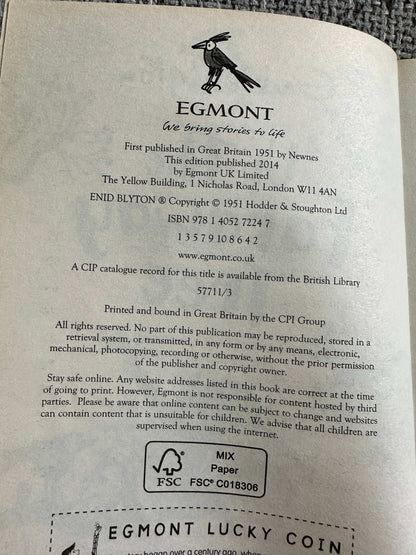 EGMONT
We bring stories to life
First published in Great Britain 1951 by Newnes
This edition published 2014
by Egmont UK Limited
The Yellow Building, 1 Nicholas Road, London W11 4AN
ENID BLYTON ® Copyright © 1951 Hodder & Stoughton Ltd
ISBN 978 1 4052 7224 7
1 3 5 7 9 10 8 6 4 2
www.egmont.co.uk
A CIP catalogue record for this title is available from the British Library
57711/3
Printed and bound in Great Britain by the CPI Group
All rights reserved. No part of this publication may be reproduced, stored in a
retrieval system, or transmitted, in any form or by any means, electronic,
mechanical, photocopying, recording or otherwise, without the prior permission
of the publisher and copyright owner.
Stay safe online. Any website addresses listed in this book are correct at the time
of going to print. However, Egmont is not responsible for content hosted by third
parties. Please be aware that online content can be subject to change and websites
can contain content that is unsuitable for children. We advise that all children are
supervised when using the internet.
FSC
MIX
Paper
FSC® C018306
EGMONT LUCKY COIN
began over a century ago, when